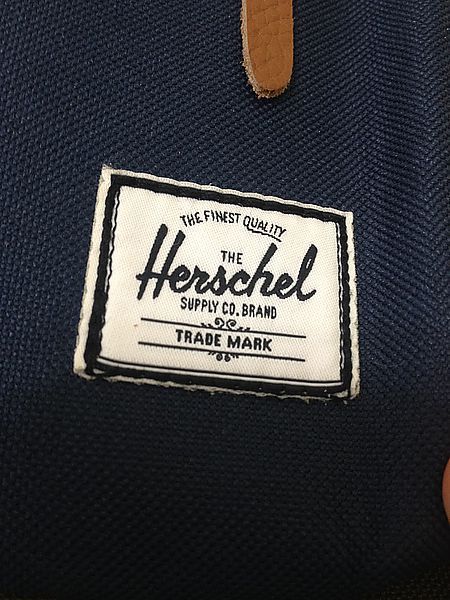 THE FINEST QUALITY
THE
Herschel
SUPPLY CO. BRAND
TRADE MARK